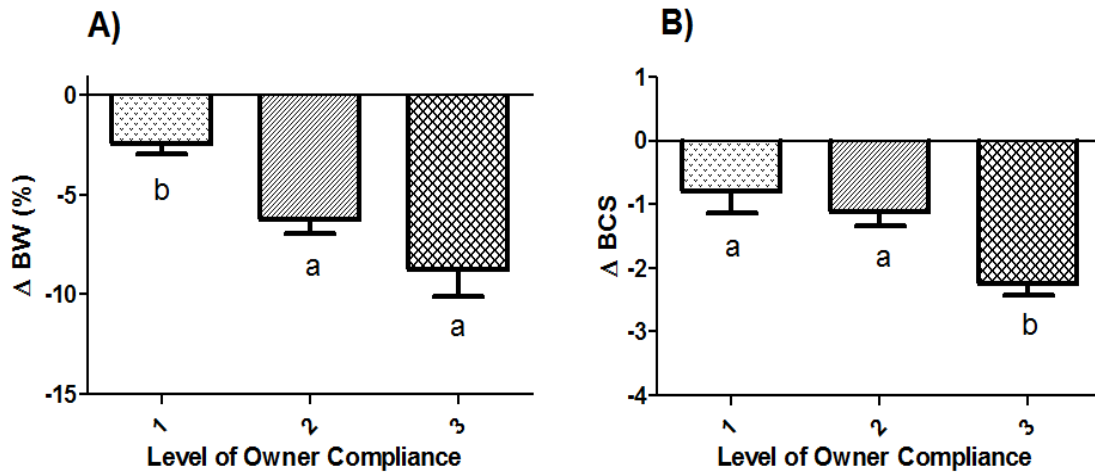 A)
0
-5
-10
-15
Δ BW (%)
b
a
a
1
2
3
Level of Owner Compliance
B)
1
0
-1
-2
-3
-4
Δ BCS
a
a
b
1
2
3
Level of Owner Compliance